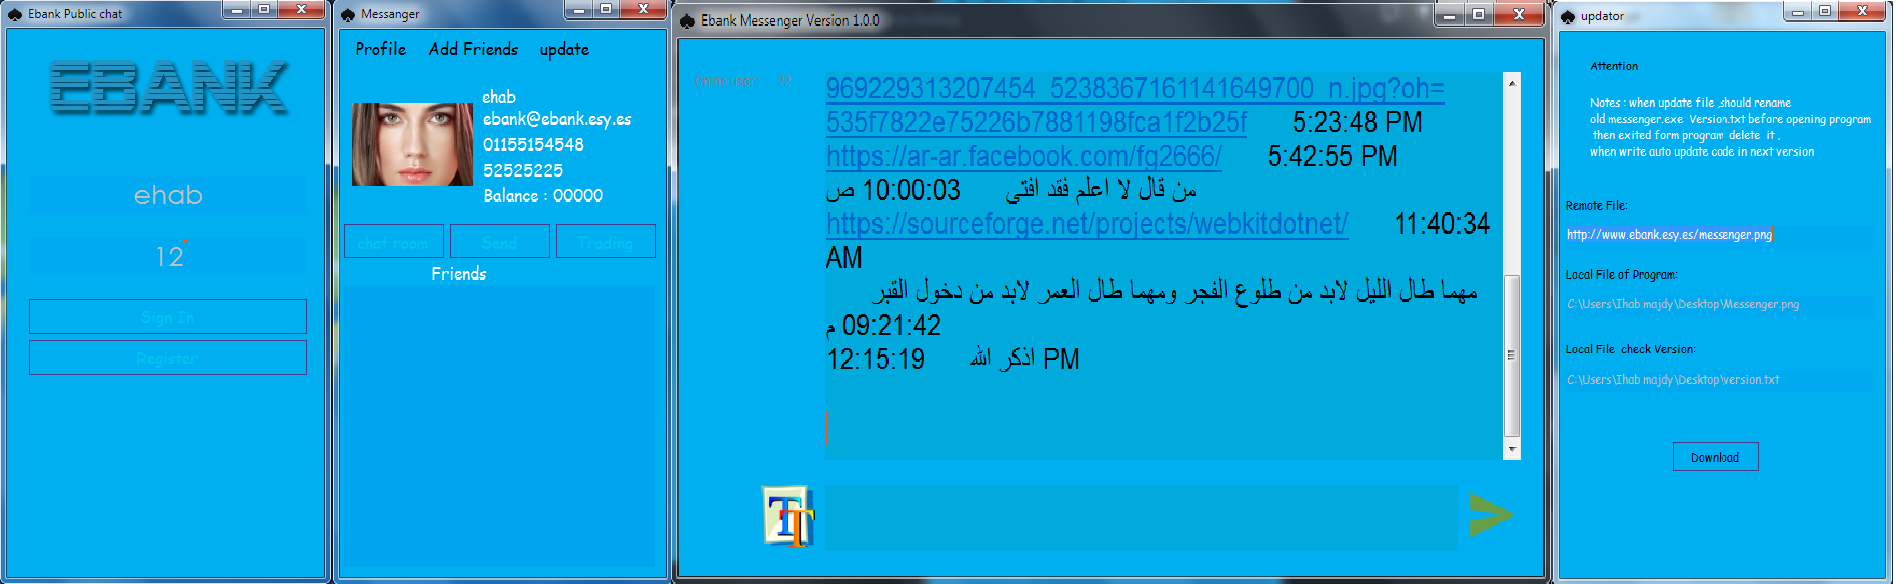 Ebank Public chat
EBANK
ehab
12
Sign In
Register
Messanger
Profile Add Friends update
ehab
ebank@ebank.esy.es
01155154548
52525225
Balance : 00000
chat room Send Trading
Friends
Ebank Messenger Version 1.0.0
22
969229313207454_5238367161141649700_n.jpg?oh=
535f7822e75226b7881198fca1f2b25f 5:23:48 PM
https://ar-ar.facebook.com/fg2666/ 5:42:55 PM
من قال لا اعلم فقد افتى 10:00:03 ص
https://sourceforge.net/projects/webkitdotnet/ 11:40:34
AM
مهما طال الليل لابد من طلوع الفجر ومهما طال العمر لابد من دخول القبر
09:21:42 م
12:15:19 اذكر الله PM
updator
Attention
Notes : when update file ,should rename
old messenger.exe Version.txt before opening program
then exited form program delete it ,
when write auto update code in next version
Remote File:
http://www.ebank.esy.es/messenger.png
Local File of Program:
C:\Users\Ihab majdy\Desktop\Messenger.png
Local File check Version:
C:\Users\Ihab majdy\Desktop\version.txt
Download